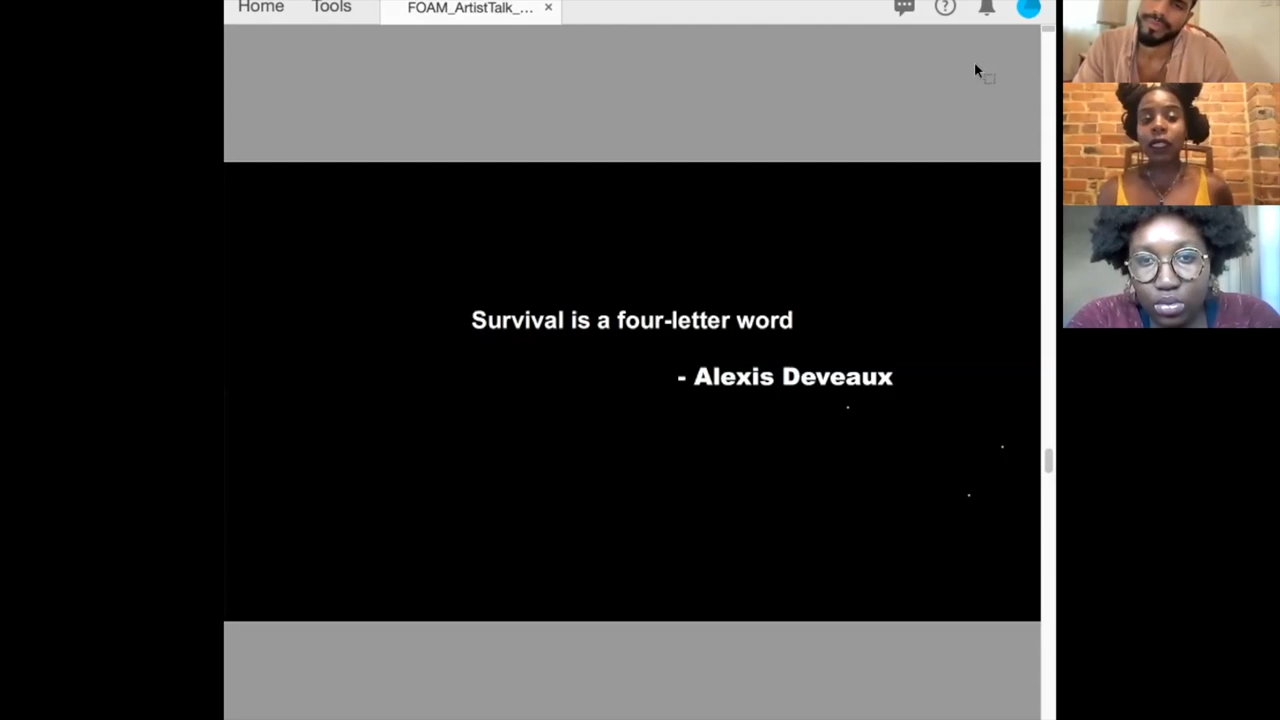 Home Tools FOAM_ArtistTalk_... ×
Survival is a four-letter word
- Alexis Deveaux